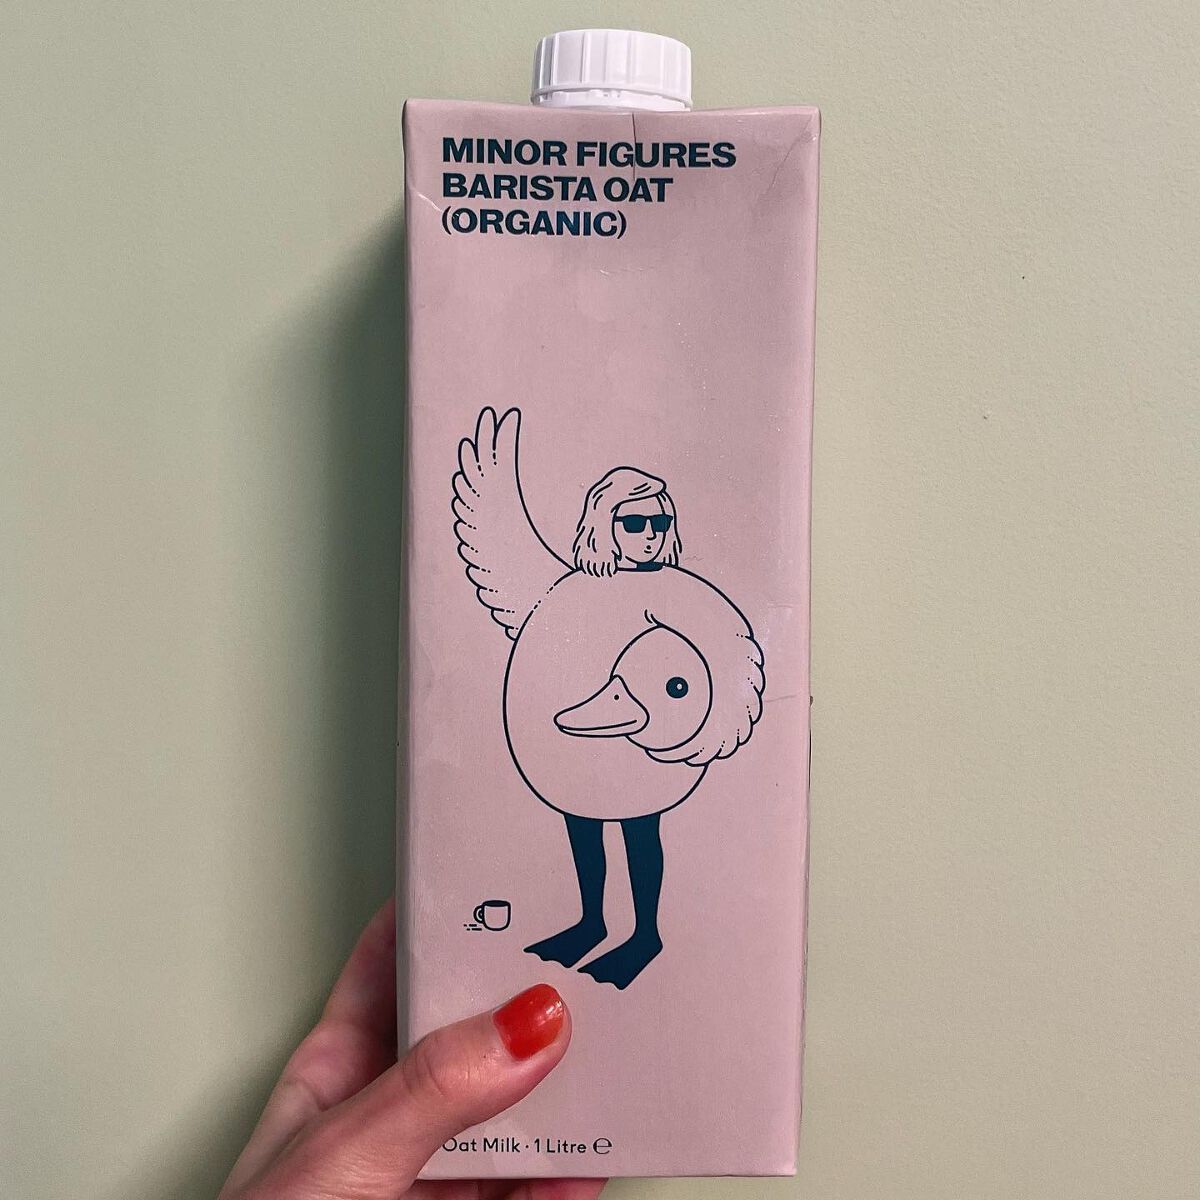 MINOR FIGURES
BARISTA OAT
(ORGANIC)
Oat Milk · 1 Litre ℮